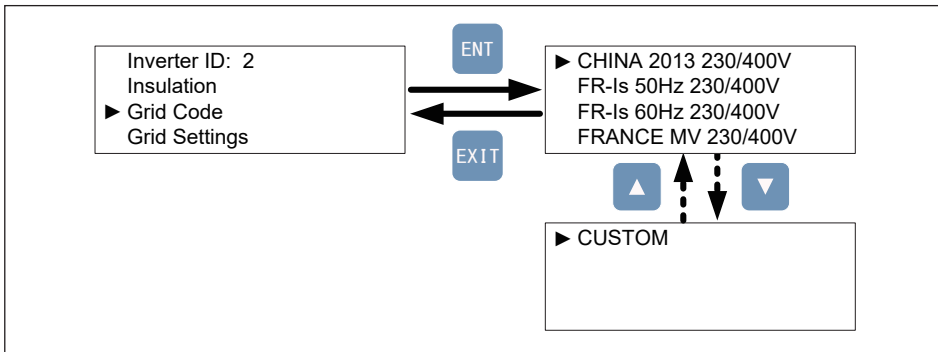 Inverter ID: 2
Insulation
► Grid Code
Grid Settings
ENT
EXIT
► CHINA 2013 230/400V
FR-Is 50Hz 230/400V
FR-Is 60Hz 230/400V
FRANCE MV 230/400V
▲
▼
► CUSTOM